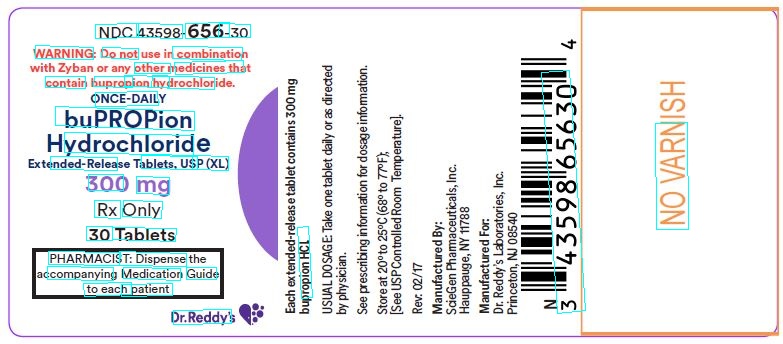 NDC 43598-656-30
WARNING: Do not use in combination
with Zyban or any other medicines that
contain bupropion hydrochloride.
ONCE-DAILY
buPROPion
Hydrochloride
Extended-Release Tablets, USP (XL)
300 mg
Rx Only
30 Tablets
PHARMACIST: Dispense the
accompanying Medication Guide
to each patient
Dr.Reddy's
Each extended-release tablet contains 300 mg
bupropion HCl.
USUAL DOSAGE: Take one tablet daily or as directed
by physician.
See prescribing information for dosage information.
Store at 20° to 25°C (68° to 77°F);
[See USP Controlled Room Temperature].
Rev: 02/17
Manufactured By:
ScieGen Pharmaceuticals, Inc.
Hauppauge, NY 11788
Manufactured For:
Dr. Reddy's Laboratories, Inc.
Princeton, NJ 08540
N
3 43598 65630 4
NO VARNISH